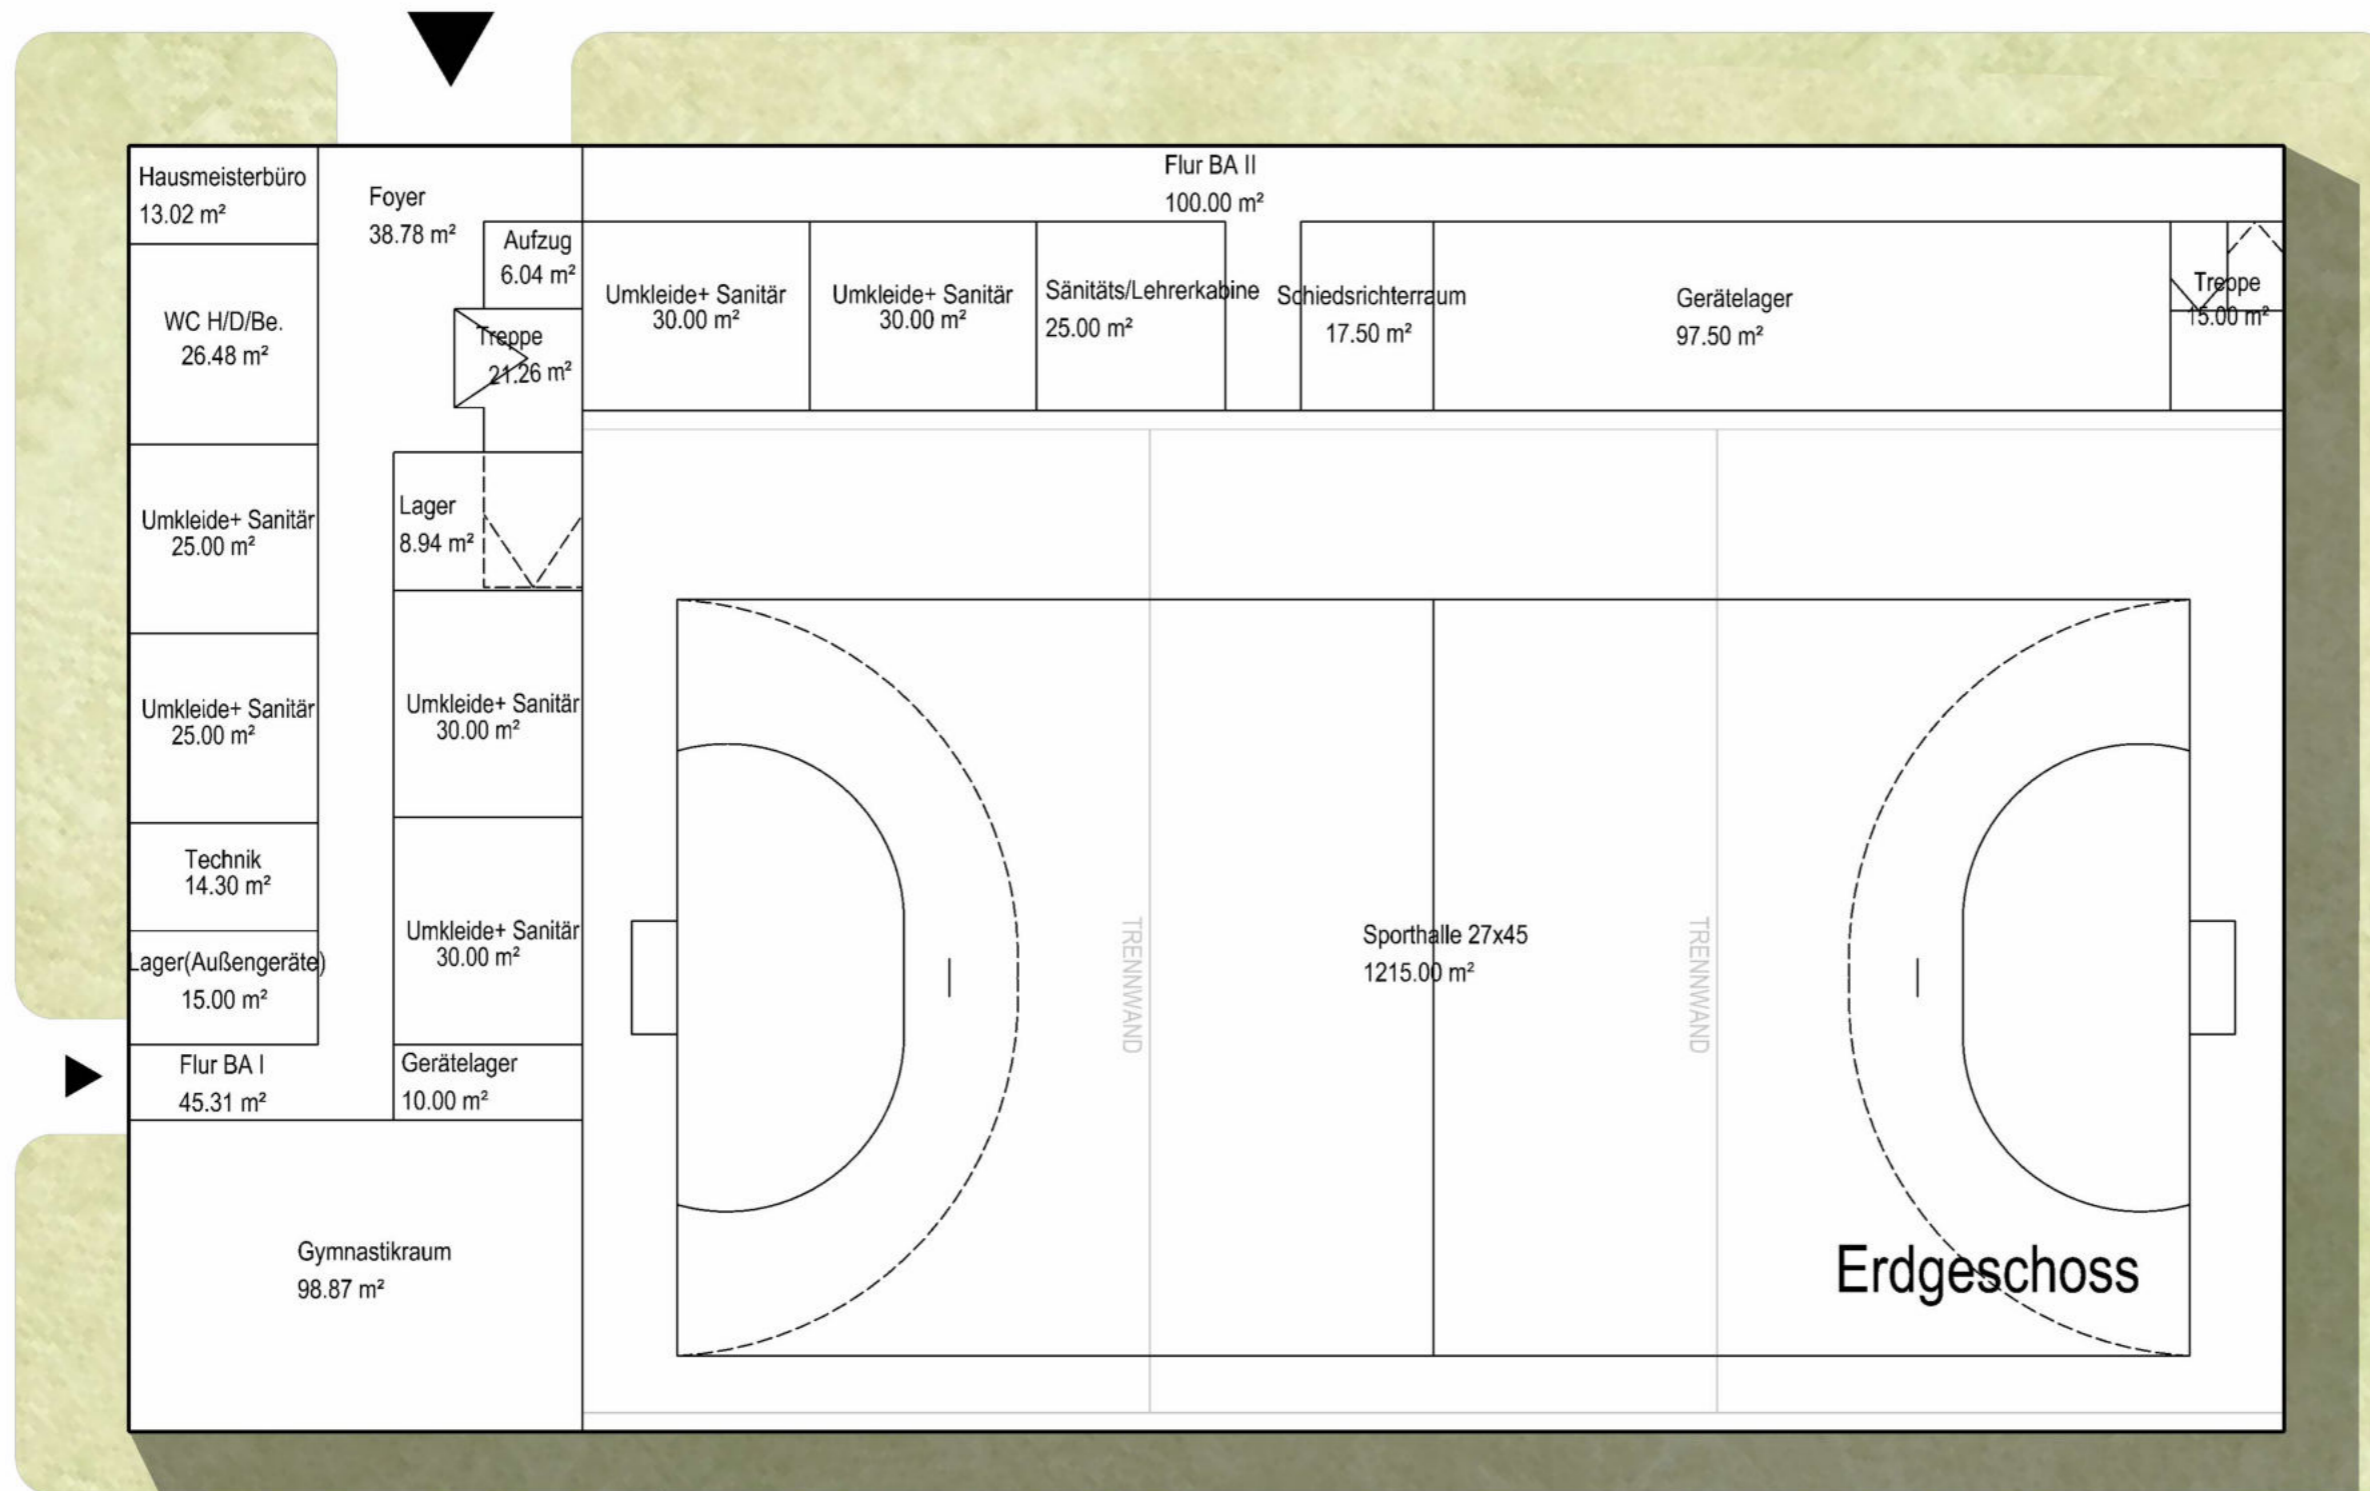 Hausmeisterbüro
13.02 m²
Foyer
38.78 m²
Flur BA II
100.00 m²
Aufzug
6.04 m²
Treppe
21.26 m²
WC H/D/Be.
26.48 m²
Umkleide+ Sanitär
30.00 m²
Umkleide+ Sanitär
30.00 m²
Sänitäts/Lehrerkabine
25.00 m²
Schiedsrichterraum
17.50 m²
Gerätelager
97.50 m²
Treppe
15.00 m²
Umkleide+ Sanitär
25.00 m²
Lager
8.94 m²
Umkleide+ Sanitär
25.00 m²
Umkleide+ Sanitär
30.00 m²
Technik
14.30 m²
Umkleide+ Sanitär
30.00 m²
Lager(Außengeräte)
15.00 m²
Flur BA I
45.31 m²
Gerätelager
10.00 m²
TRENNWAND
Sporthalle 27x45
1215.00 m²
TRENNWAND
Gymnastikraum
98.87 m²
Erdgeschoss